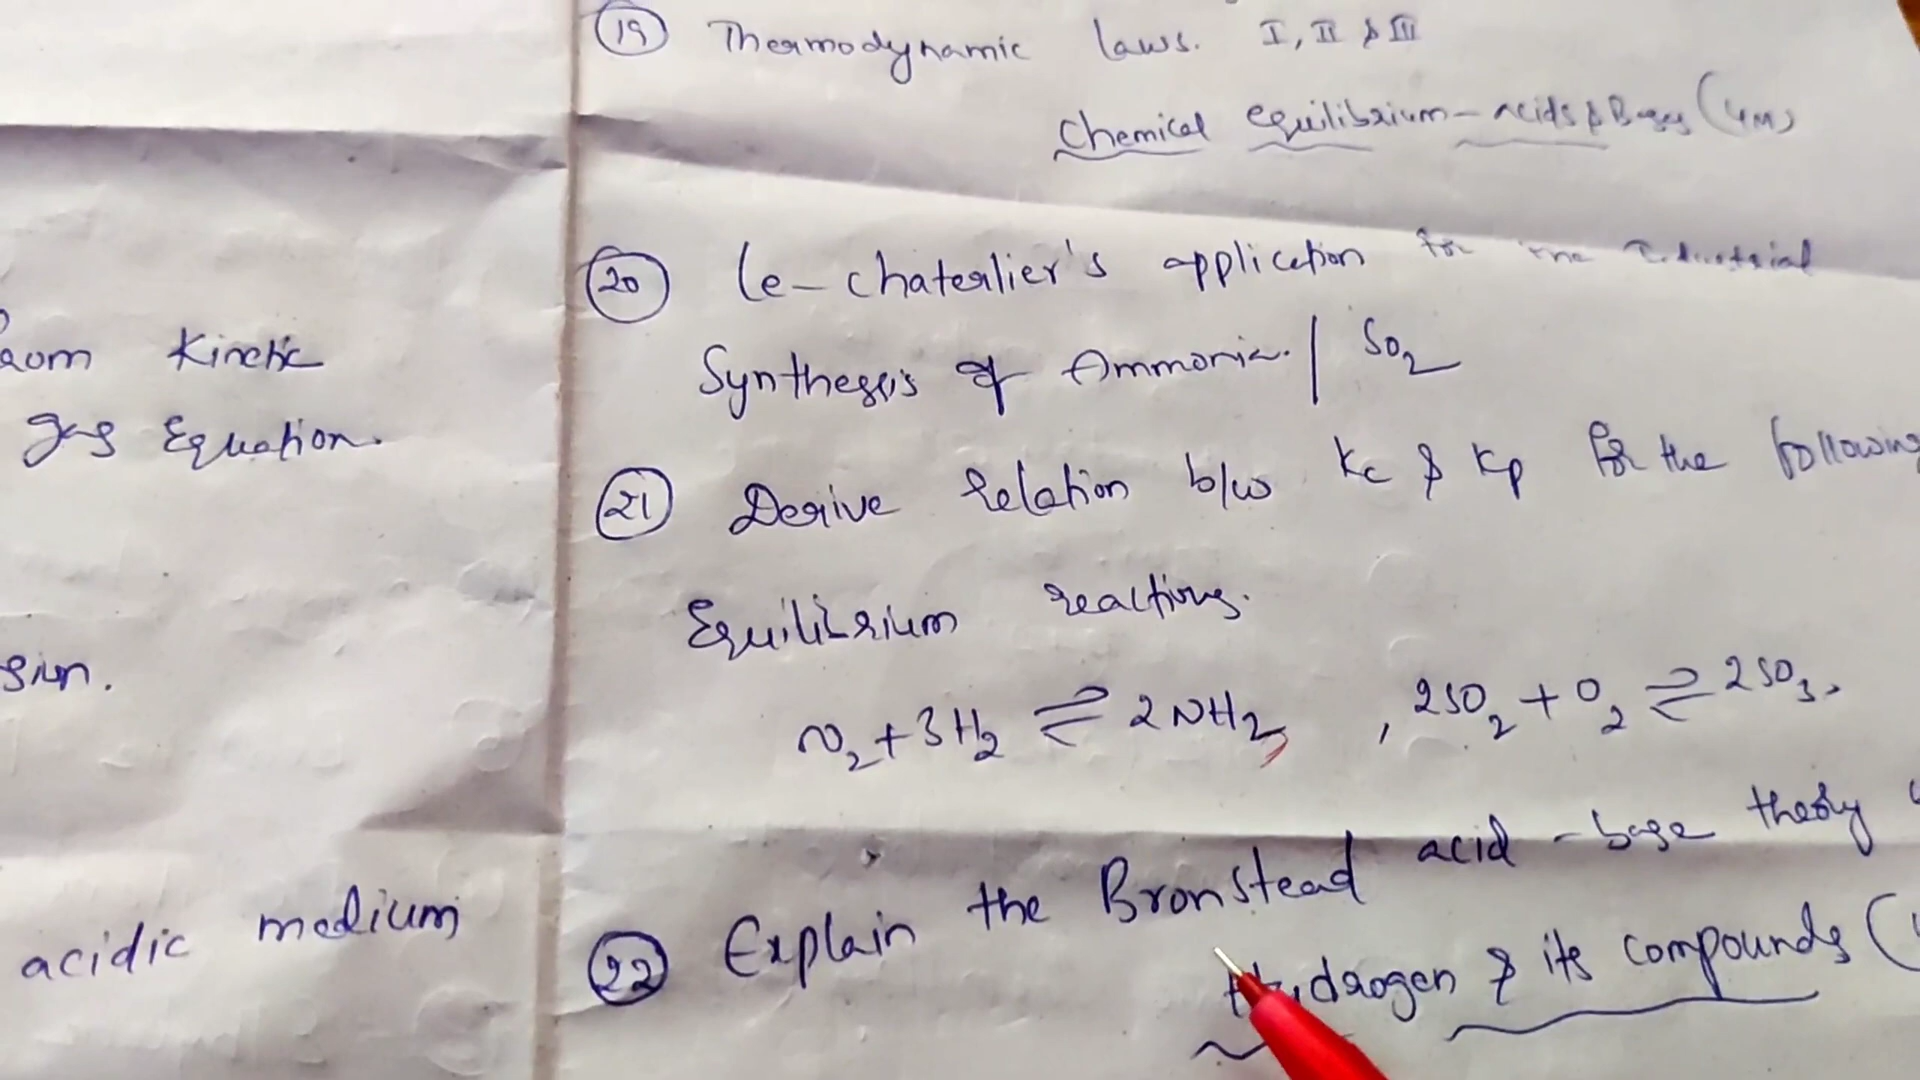 19 Thermodynamic laws. I, II & III
Chemical equilibrium - acids & Bases (4M)
20 Le-chaterlier's application for the Industrial
Synthesis of Ammonia. / SO2
21 Derive relation b/w Kc & Kp for the following
Equilibrium reactions.
N2 + 3H2 ⇌ 2NH2, , 2SO2 + O2 ⇌ 2SO3.
22 Explain the Bronstead acid - base theory
Hydrogen & its compounds (
Kinetic
gas Equation.
acidic medium